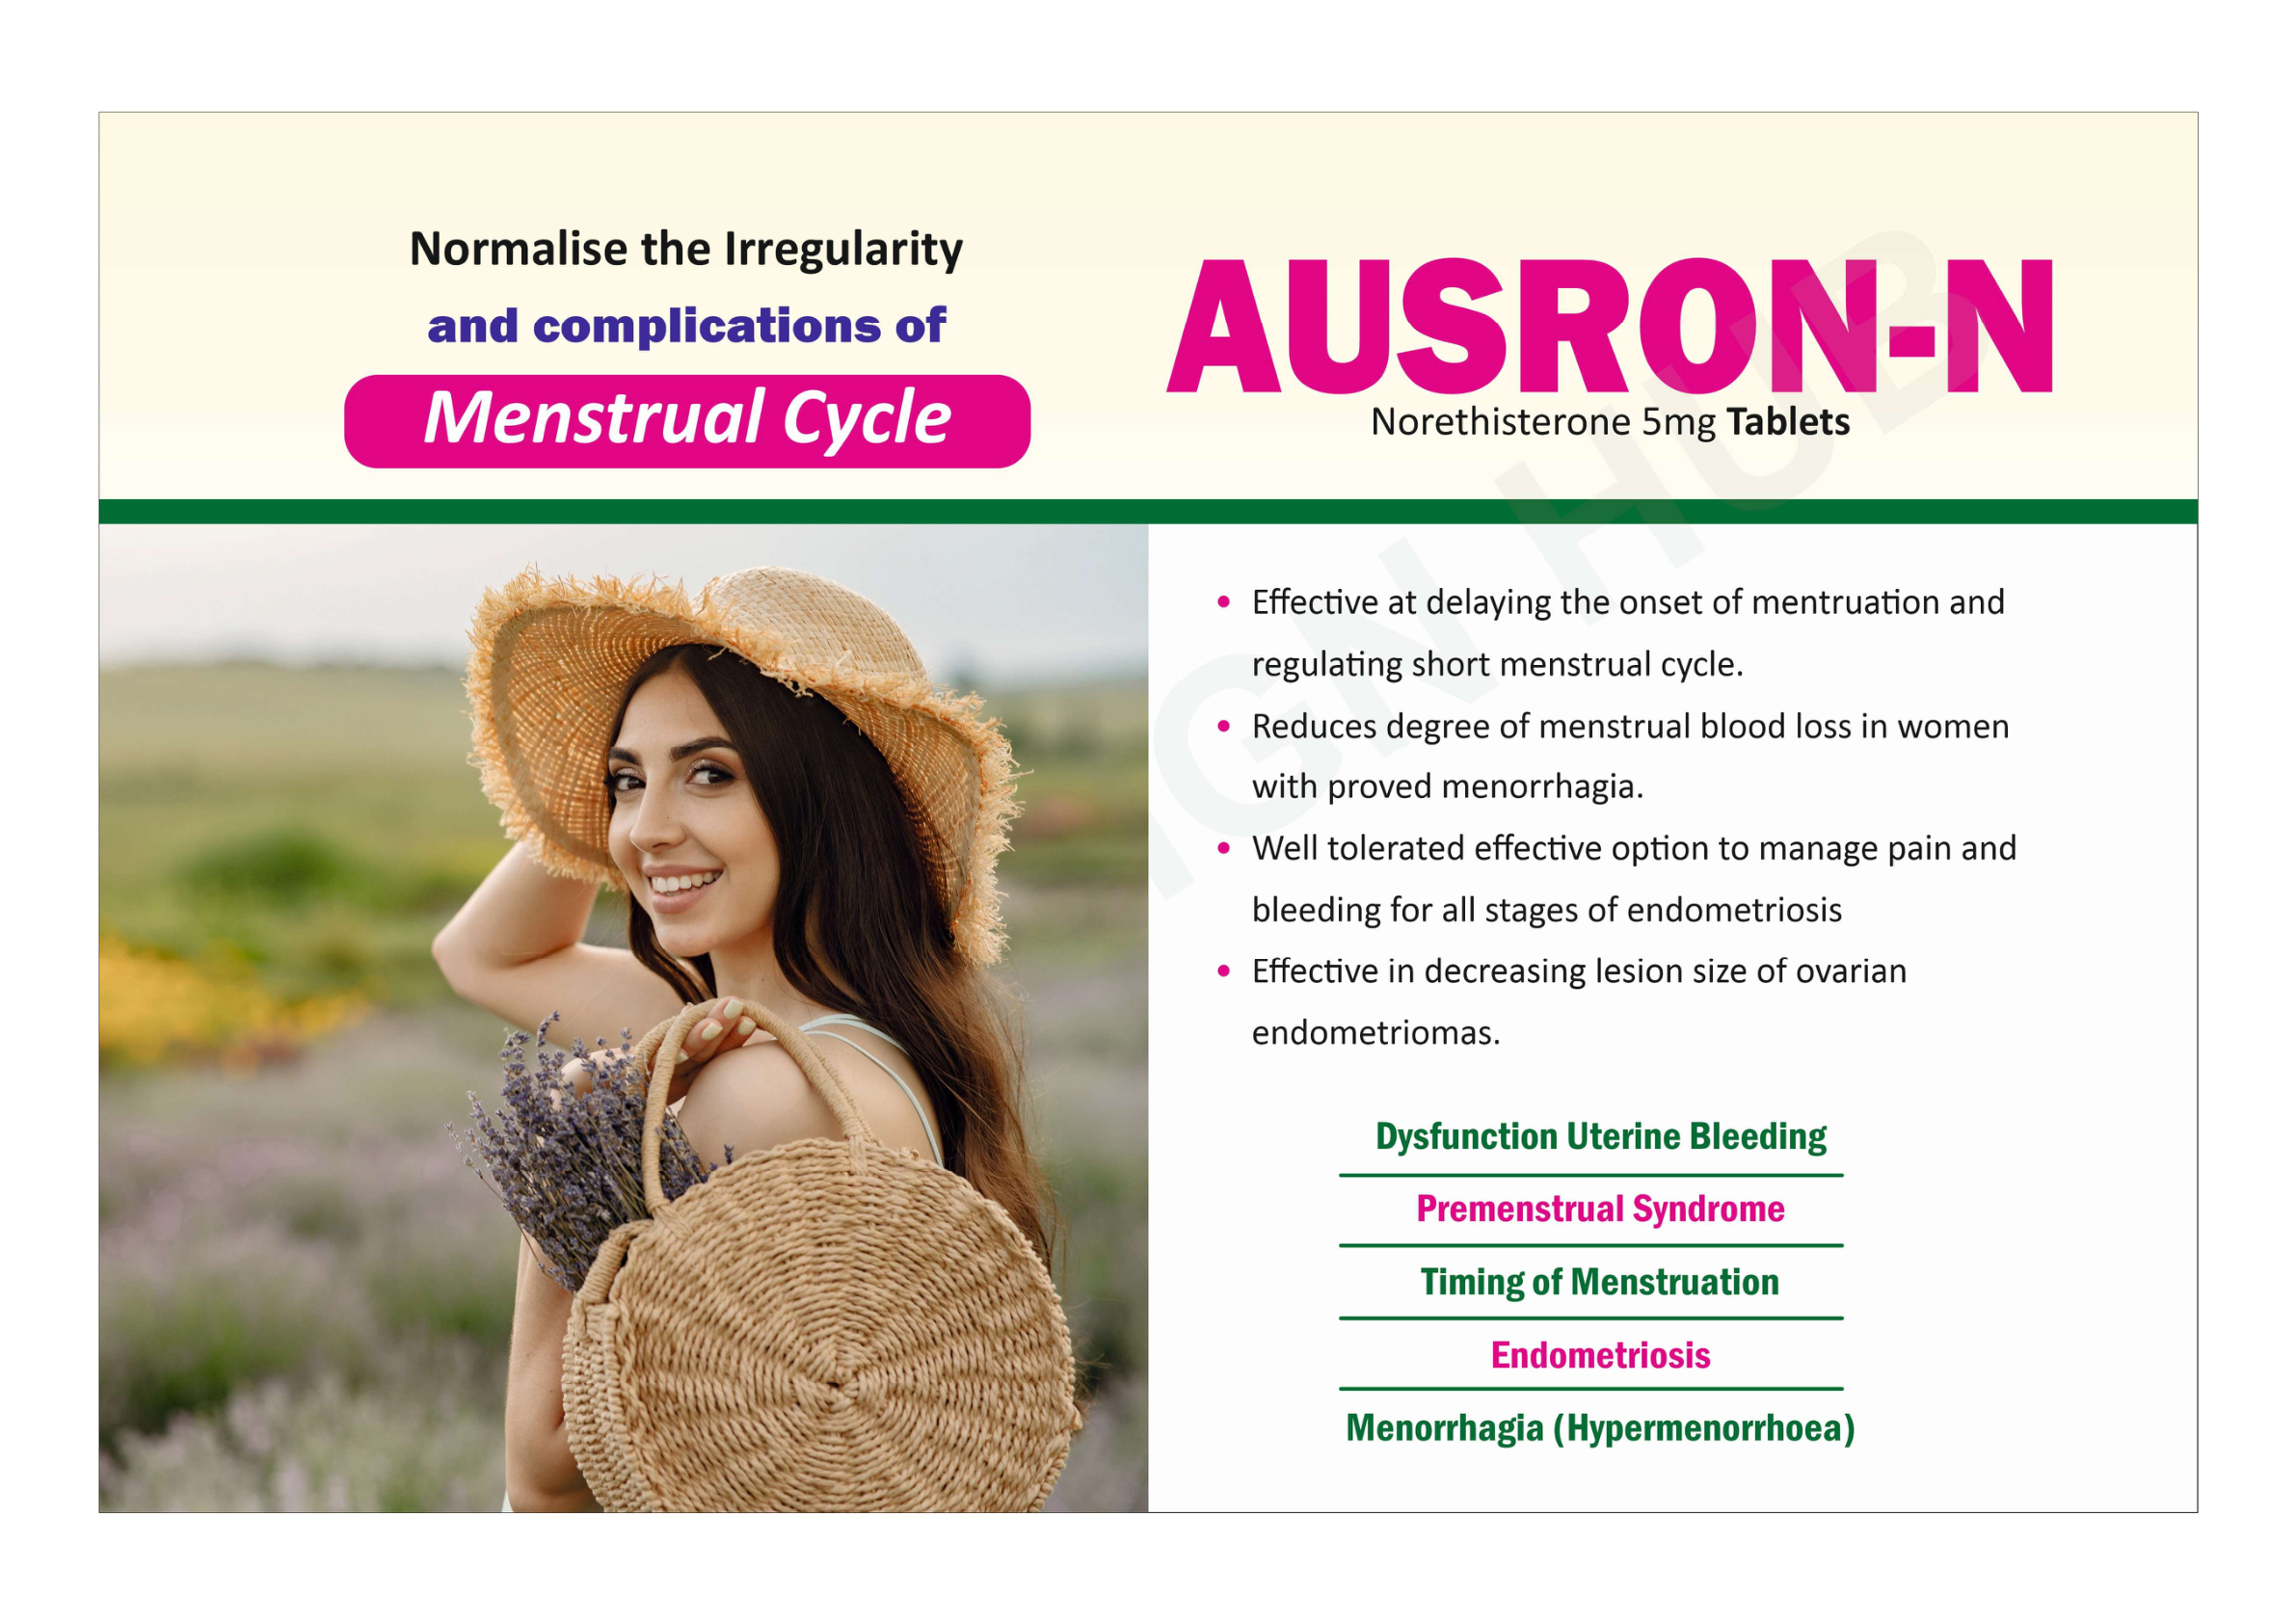 Normalise the Irregularity
and complications of
Menstrual Cycle
AUSRON-N
Norethisterone 5mg Tablets
• Effective at delaying the onset of mentruation and
regulating short menstrual cycle.
• Reduces degree of menstrual blood loss in women
with proved menorrhagia.
• Well tolerated effective option to manage pain and
bleeding for all stages of endometriosis
• Effective in decreasing lesion size of ovarian
endometriomas.
Dysfunction Uterine Bleeding
Premenstrual Syndrome
Timing of Menstruation
Endometriosis
Menorrhagia (Hypermenorrhoea)
IGN HUB